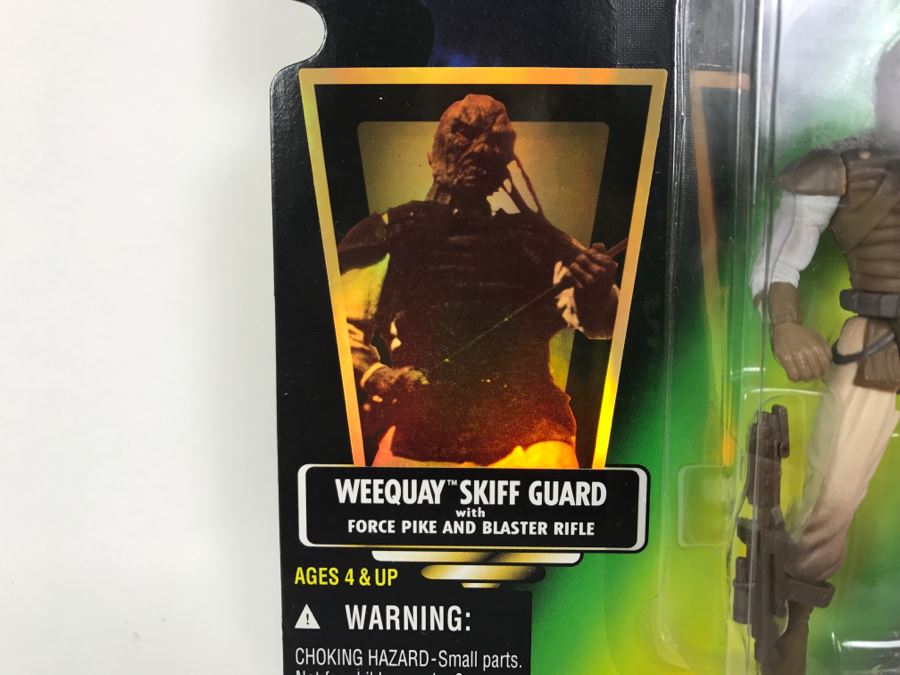 WEEQUAY™ SKIFF GUARD
with
FORCE PIKE AND BLASTER RIFLE
AGES 4 & UP
WARNING:
CHOKING HAZARD-Small parts.